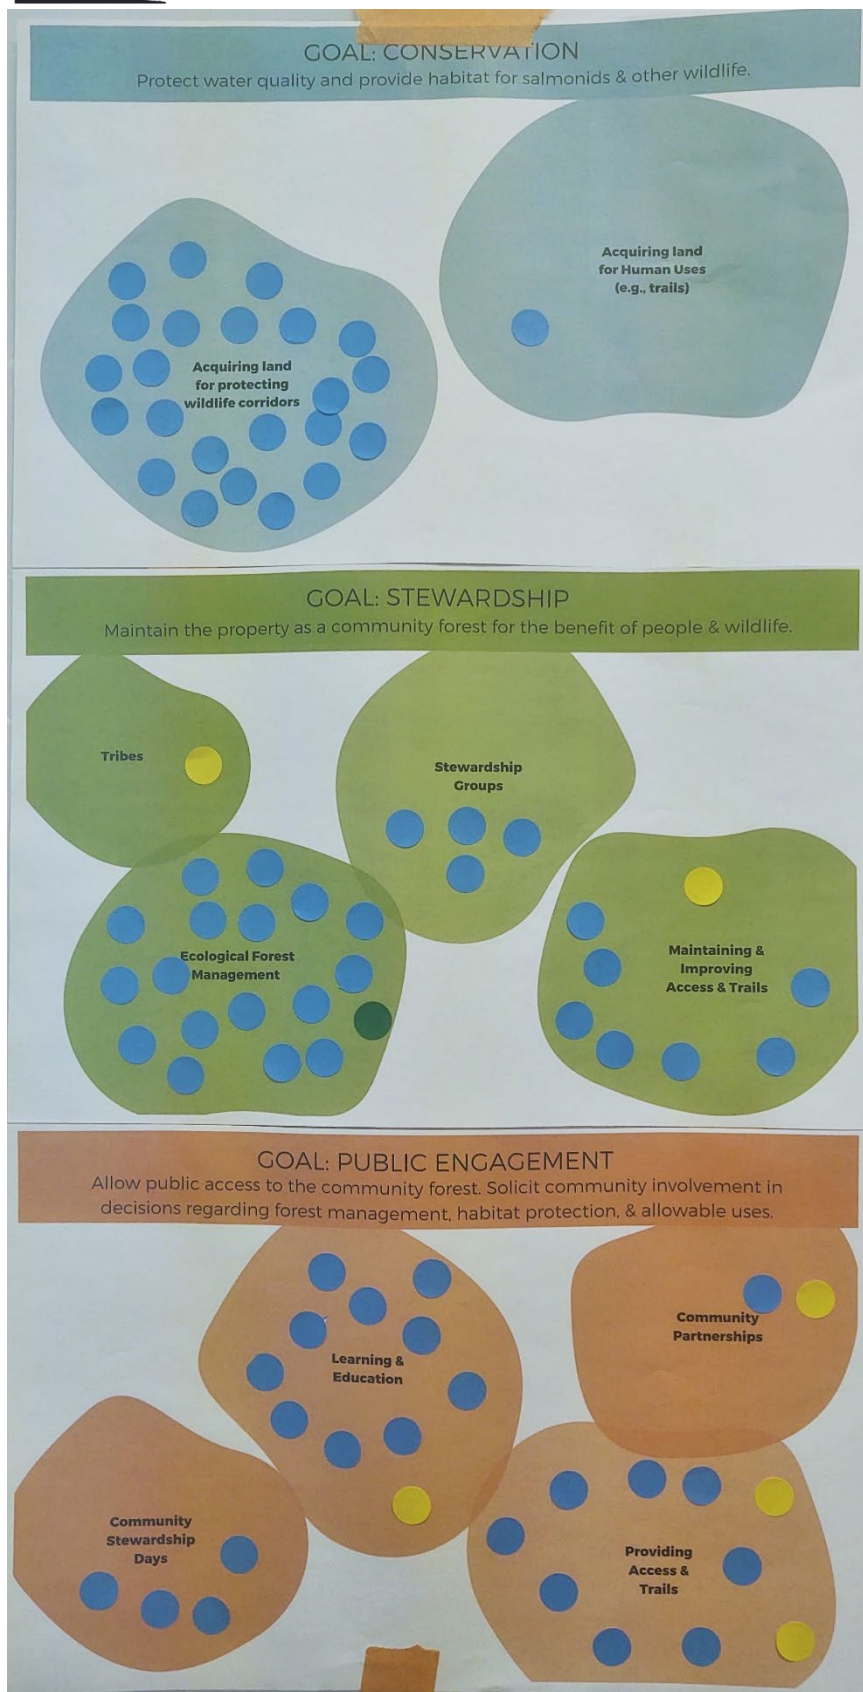 GOAL: CONSERVATION
Protect water quality and provide habitat for salmonids & other wildlife.
Acquiring land
for Human Uses
(e.g., trails)
Acquiring land
for protecting
wildlife corridors
GOAL: STEWARDSHIP
Maintain the property as a community forest for the benefit of people & wildlife.
Tribes
Stewardship
Groups
Ecological Forest
Management
Maintaining &
Improving
Access & Trails
GOAL: PUBLIC ENGAGEMENT
Allow public access to the community forest. Solicit community involvement in
decisions regarding forest management, habitat protection, & allowable uses.
Community
Partnerships
Learning &
Education
Community
Stewardship
Days
Providing
Access &
Trails